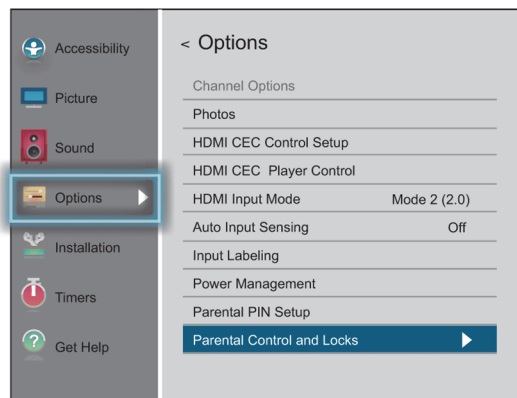 Accessibility
Picture
Sound
Options
Installation
Timers
Get Help
< Options
Channel Options
Photos
HDMI CEC Control Setup
HDMI CEC  Player Control
HDMI Input Mode Mode 2 (2.0)
Auto Input Sensing Off
Input Labeling
Power Management
Parental PIN Setup
Parental Control and Locks